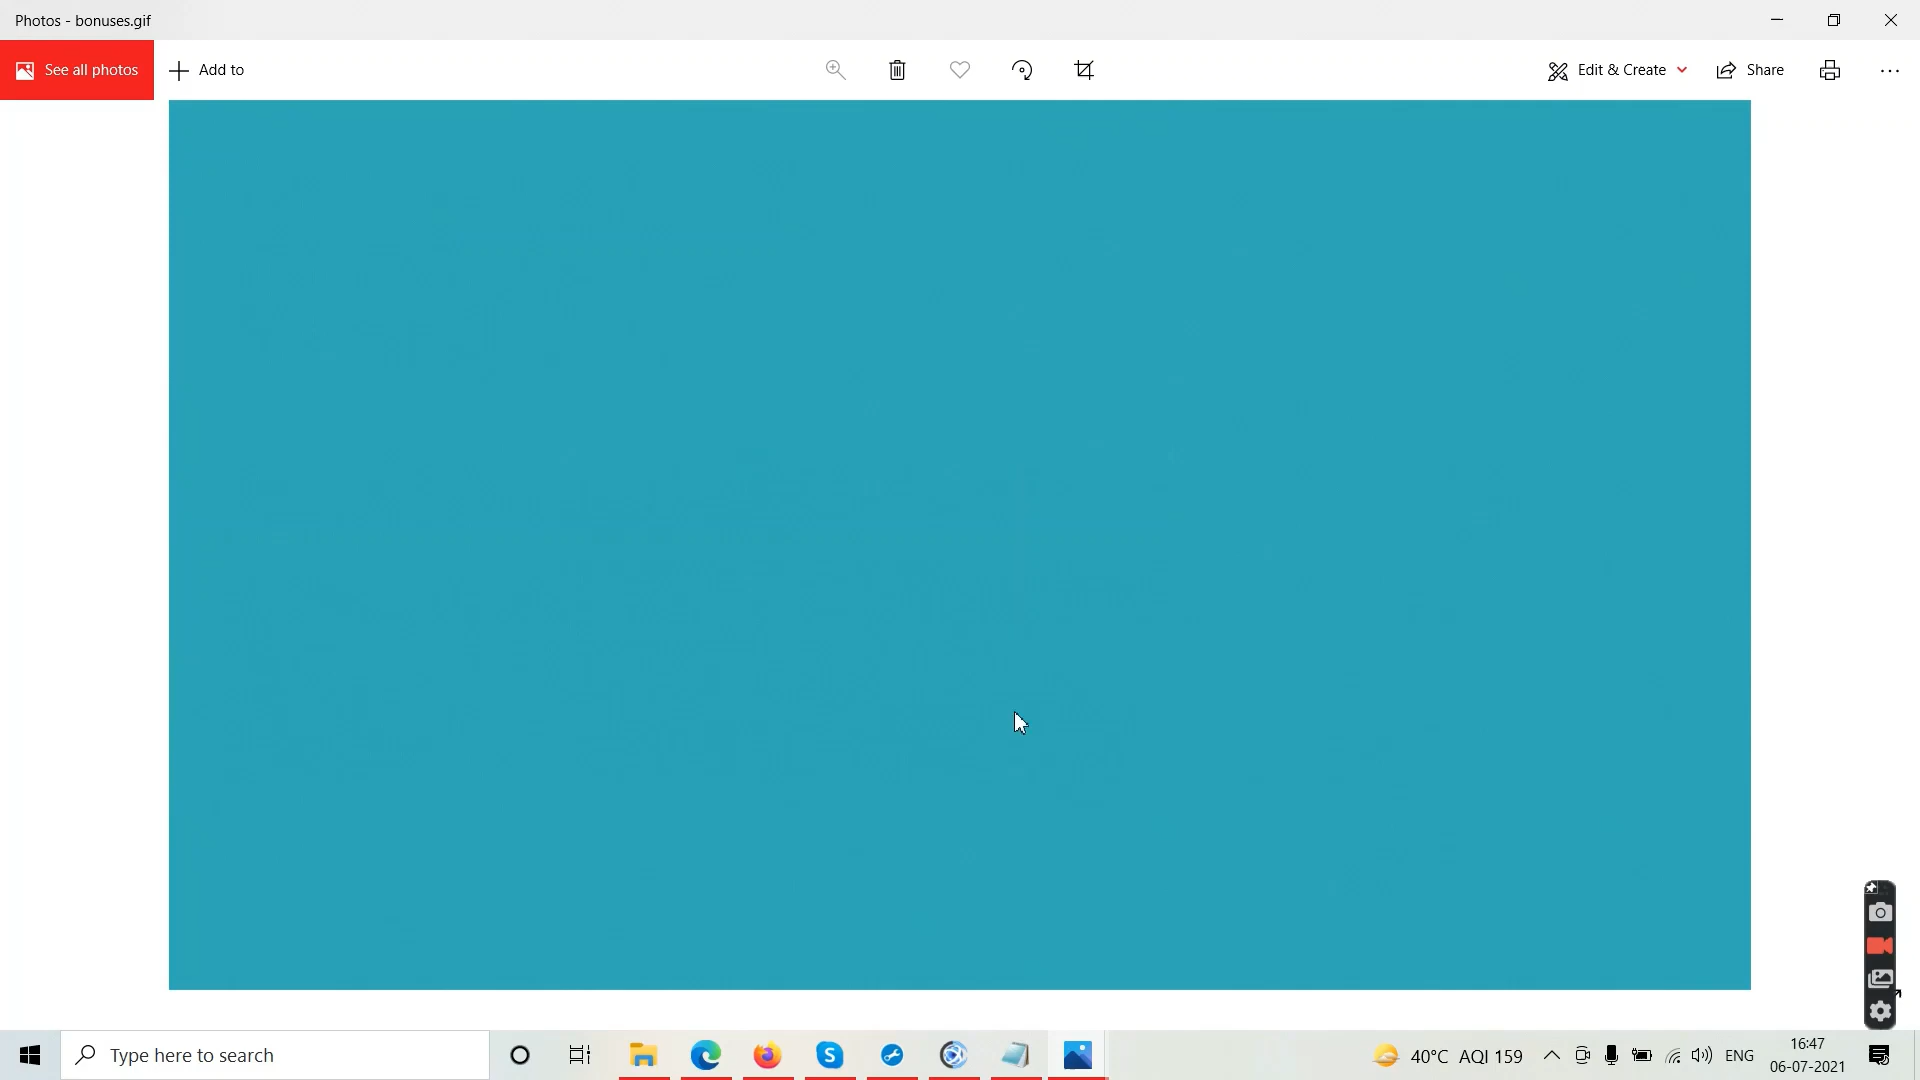 Photos - bonuses.gif
See all photos
Add to
Edit & Create
Share
Type here to search
40°C AQI 159
ENG
16:47
06-07-2021